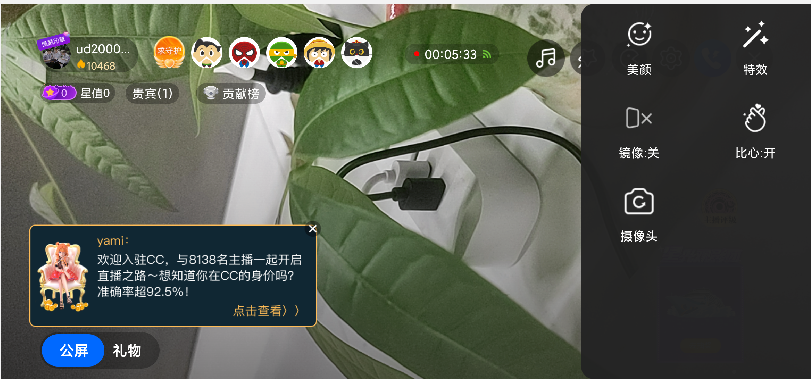 ud2000...
10468
求守护
00:05:33
0 星值0
贵宾(1)
贡献榜
美颜
特效
镜像:关
比心:开
摄像头
yami:
欢迎入驻CC，与8138名主播一起开启
直播之路～想知道你在CC的身价吗?
准确率超92.5%!
点击查看〉〉
公屏
礼物